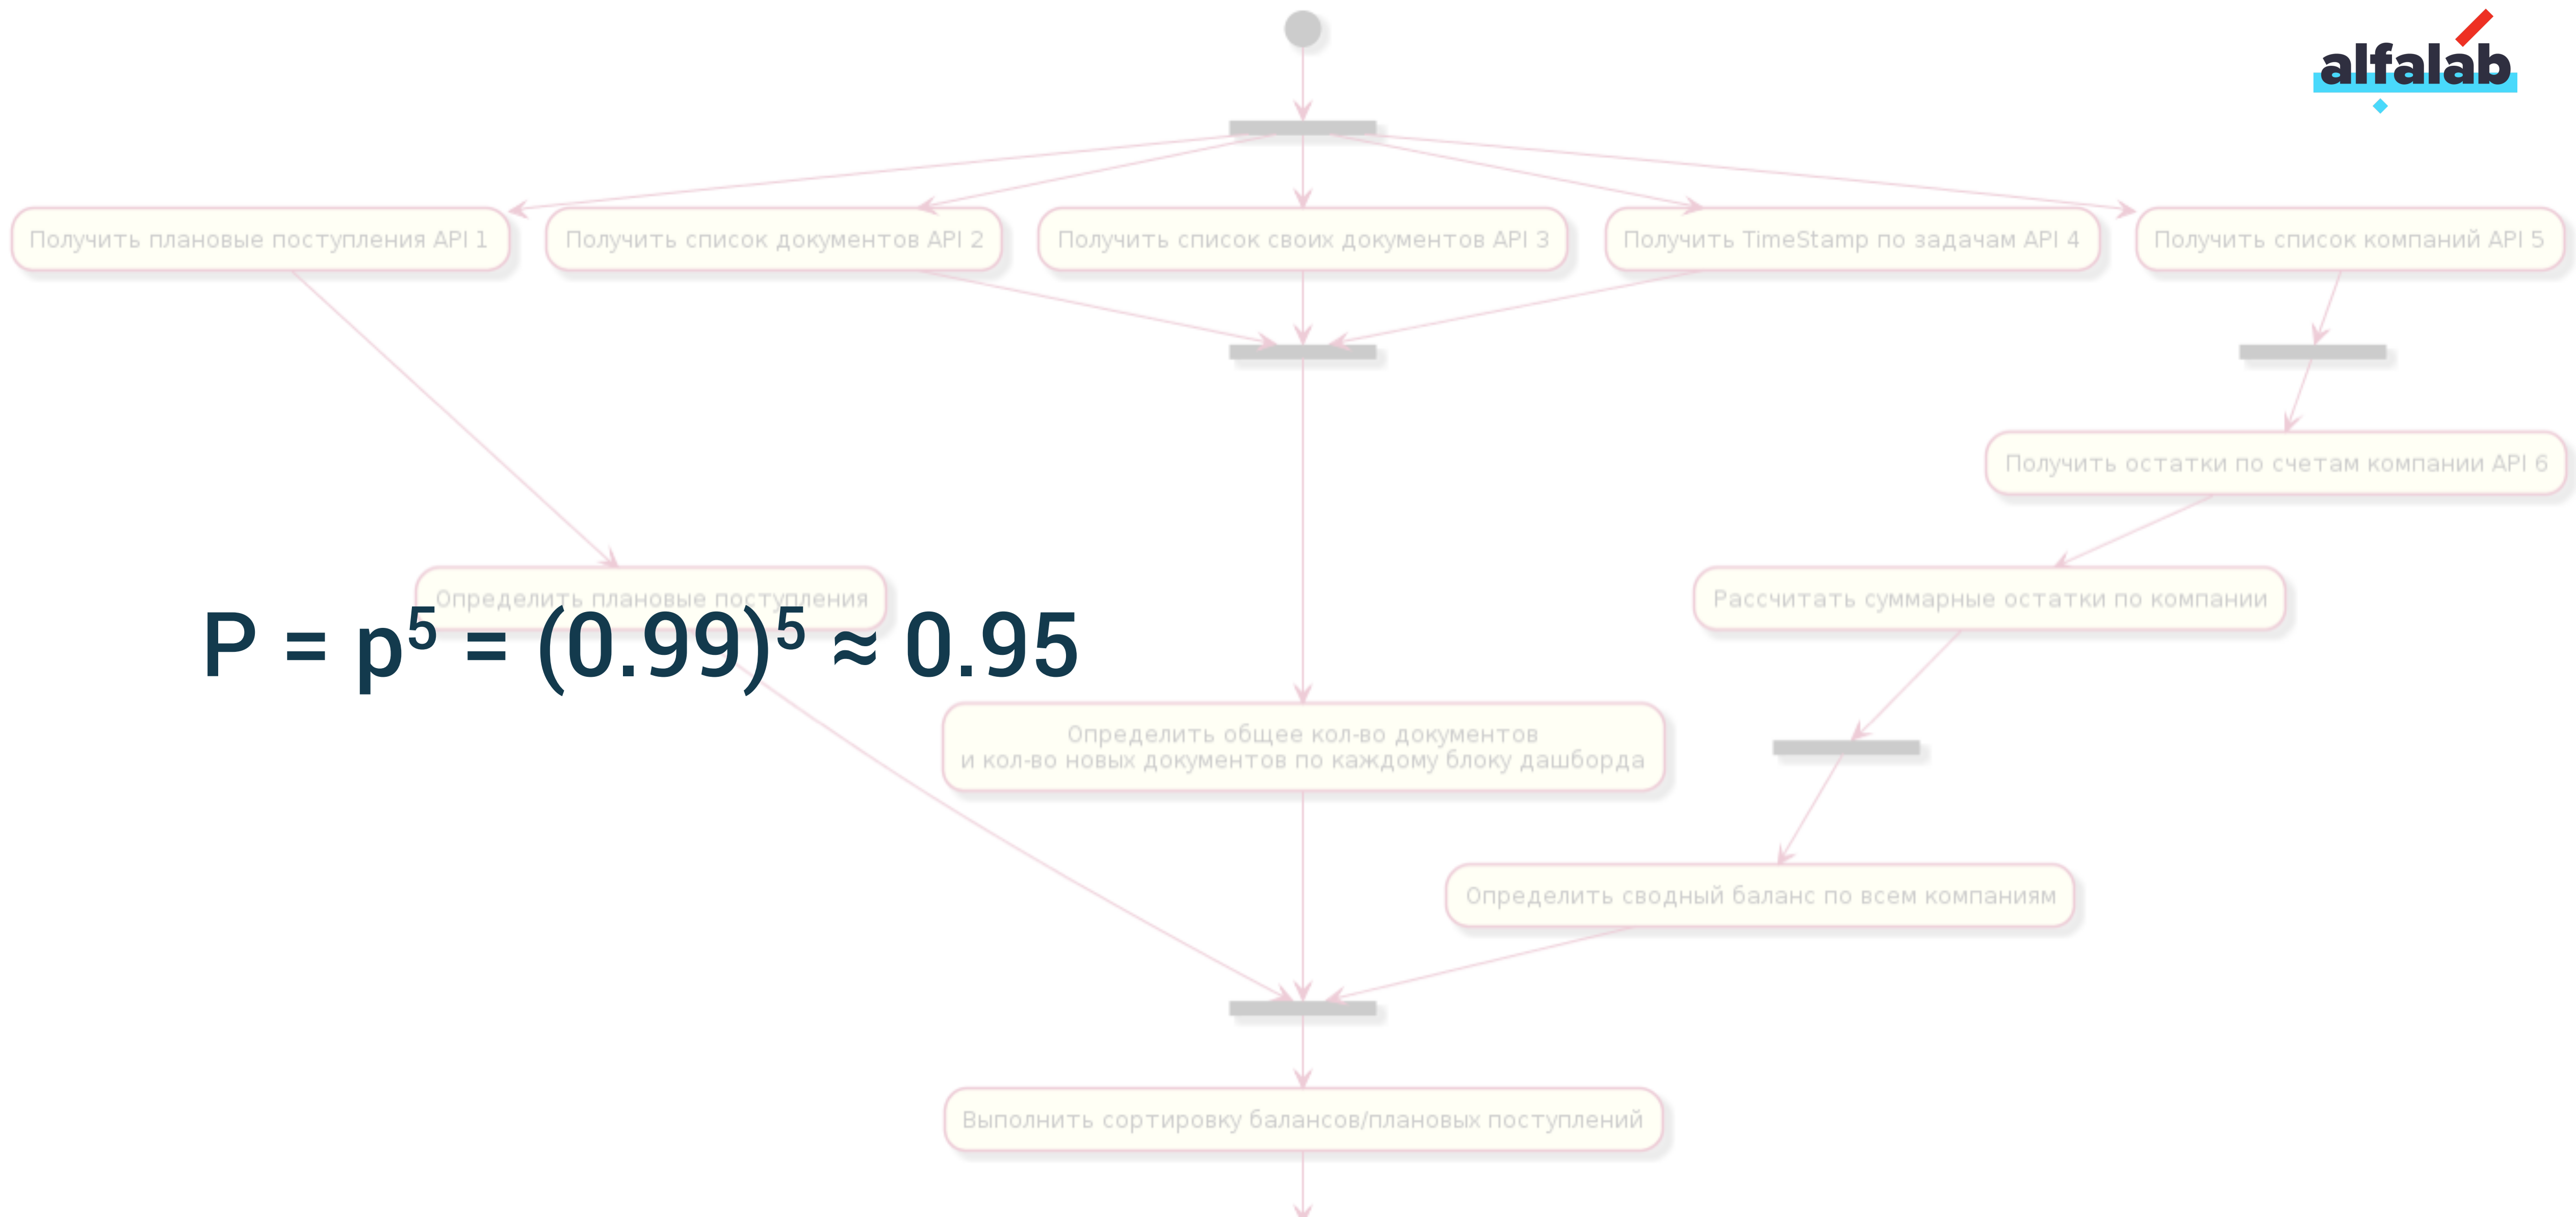 alfalab
Получить плановые поступления API 1
Получить список документов API 2
Получить список своих документов API 3
Получить TimeStamp по задачам API 4
Получить список компаний API 5
Получить остатки по счетам компании API 6
Определить плановые поступления
Рассчитать суммарные остатки по компании
P = p⁵ = (0.99)⁵ ≈ 0.95
Определить общее кол-во документов
и кол-во новых документов по каждому блоку дашборда
Определить сводный баланс по всем компаниям
Выполнить сортировку балансов/плановых поступлений